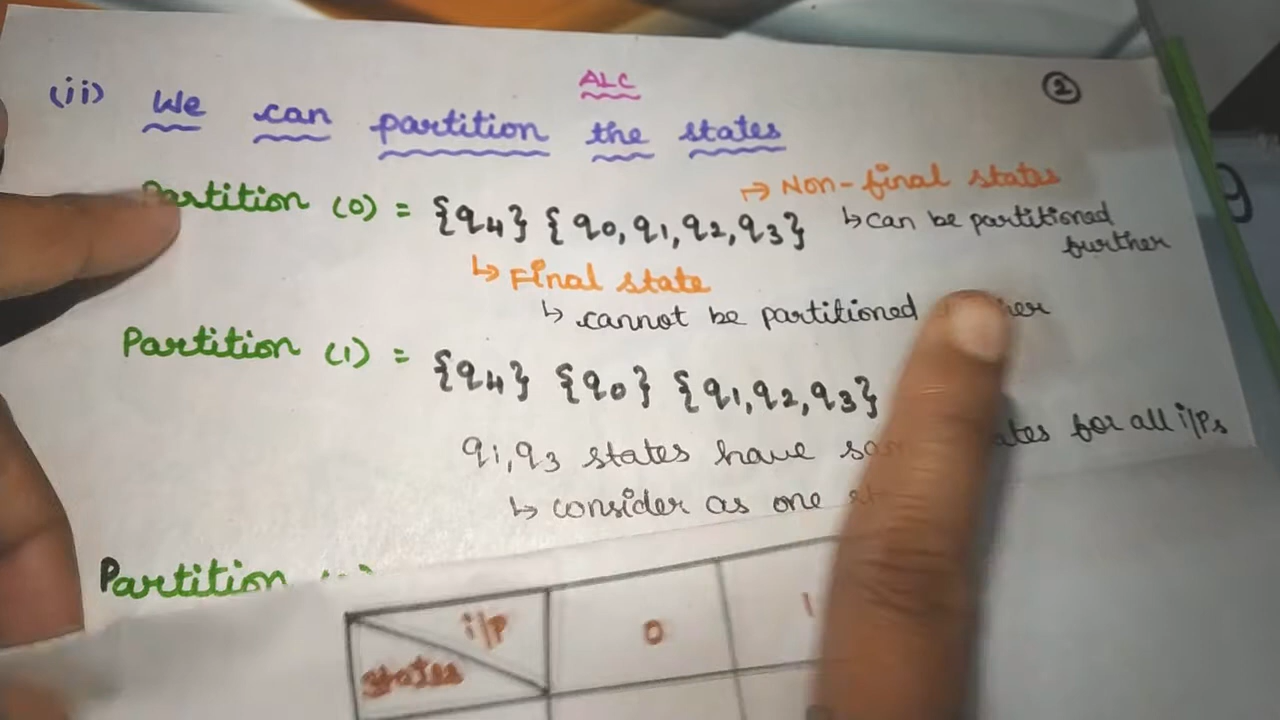 ALC
②
(ii) We can partition the states
↦ Non-final states
Partition (0) = {q4} {q0, q1, q2, q3} ↳ can be partitioned further
↳ Final state
↳ cannot be partitioned
Partition (1) = {q4} {q0} {q1, q2, q3}
q1, q3 states have for all i/Ps
↳ consider as one
Partition
i/P 0 1
states